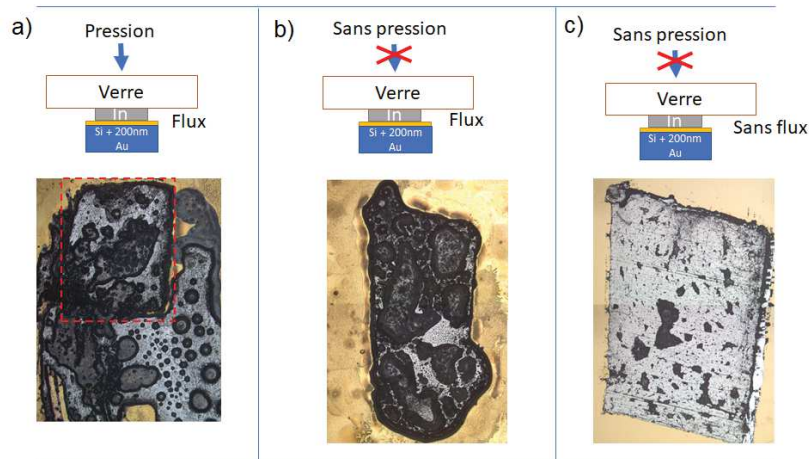 a)
Pression
Verre
In
Flux
Si + 200nm
Au
b)
Sans pression
Verre
In
Flux
Si + 200nm
Au
c)
Sans pression
Verre
In
Sans flux
Si + 200nm
Au